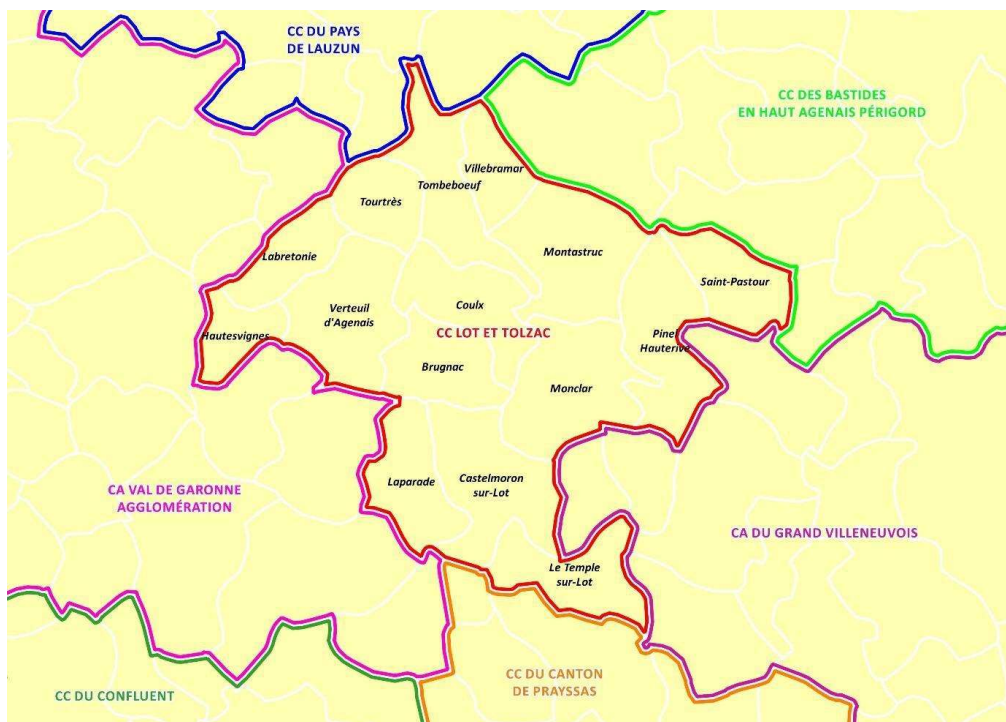 CC DU PAYS
DE LAUZUN
CC DES BASTIDES
EN HAUT AGENAIS PÉRIGORD
Villebramar
Tombeboeuf
Tourtrès
Labretonie
Montastruc
Saint-Pastour
Verteuil
d'Agenais
Coulx
Hautesvignes
CC LOT ET TOLZAC
Pinel
Hauterive
Brugnac
Monclar
Laparade
Castelmoron
sur-Lot
CA VAL DE GARONNE
AGGLOMÉRATION
CA DU GRAND VILLENEUVOIS
Le Temple
sur-Lot
CC DU CANTON
DE PRAYSSAS
CC DU CONFLUENT